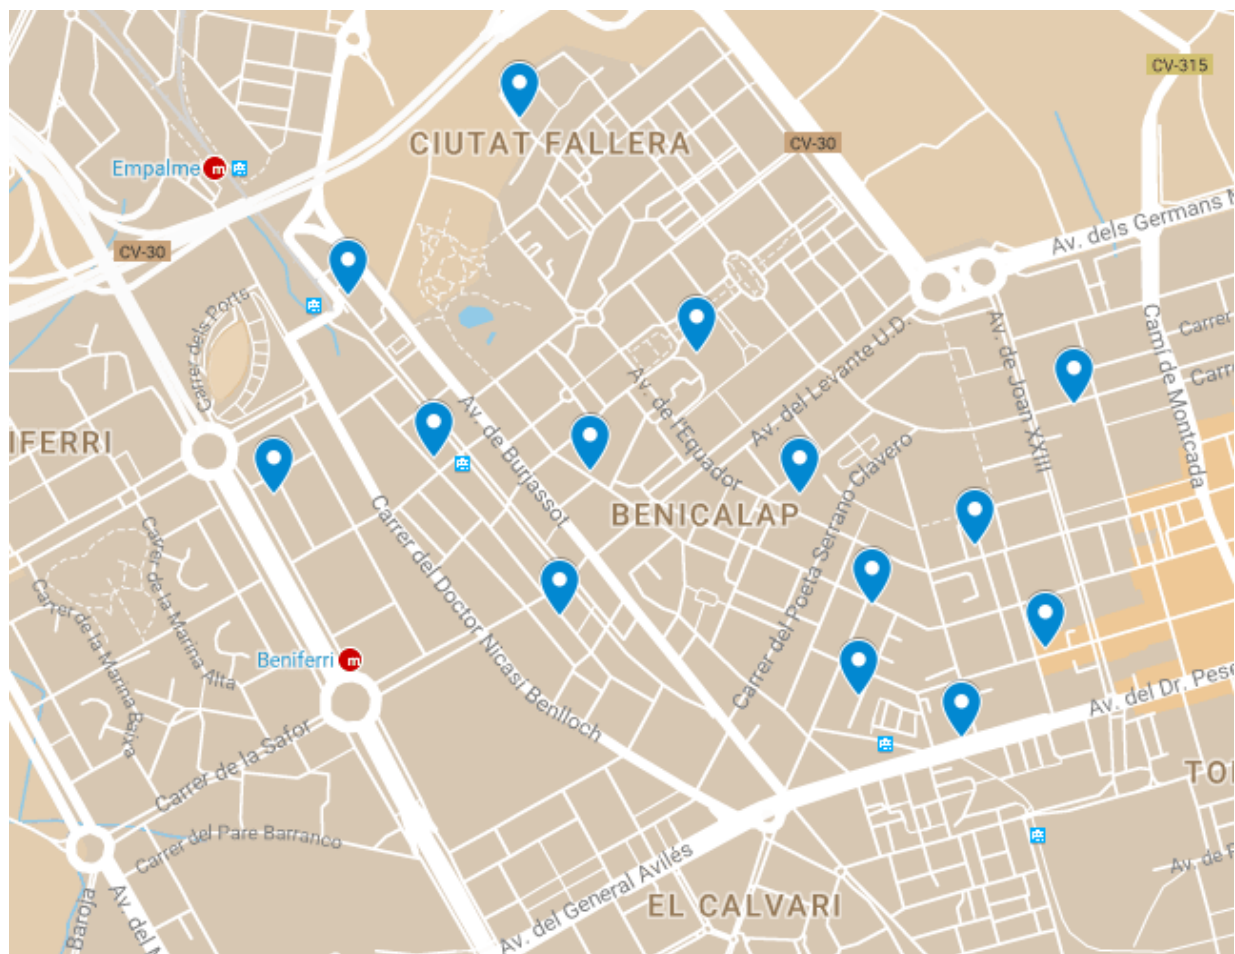 CV-315
CIUTAT FALLERA
CV-30
Empalme
m
Av. dels Germans M
CV-30
Carrer dels Ports
Av. de Joan XXIII
Camí de Montcada
Carrer
Carre
Av. del Levante U.D.
Av. de l'Equador
Av. de Burjassot
IFERRI
Carrer del Poeta Serrano Clavero
BENICALAP
Carrer del Doctor Nicasi Benlloch
Carrer de la Marina Alta
Carrer de la Marina Baixa
Beniferri
m
Av. del Dr. Pese
Carrer de la Safor
TOR
Carrer del Pare Barranco
Av. del General Avilés
EL CALVARI
Baroja
Av. del M